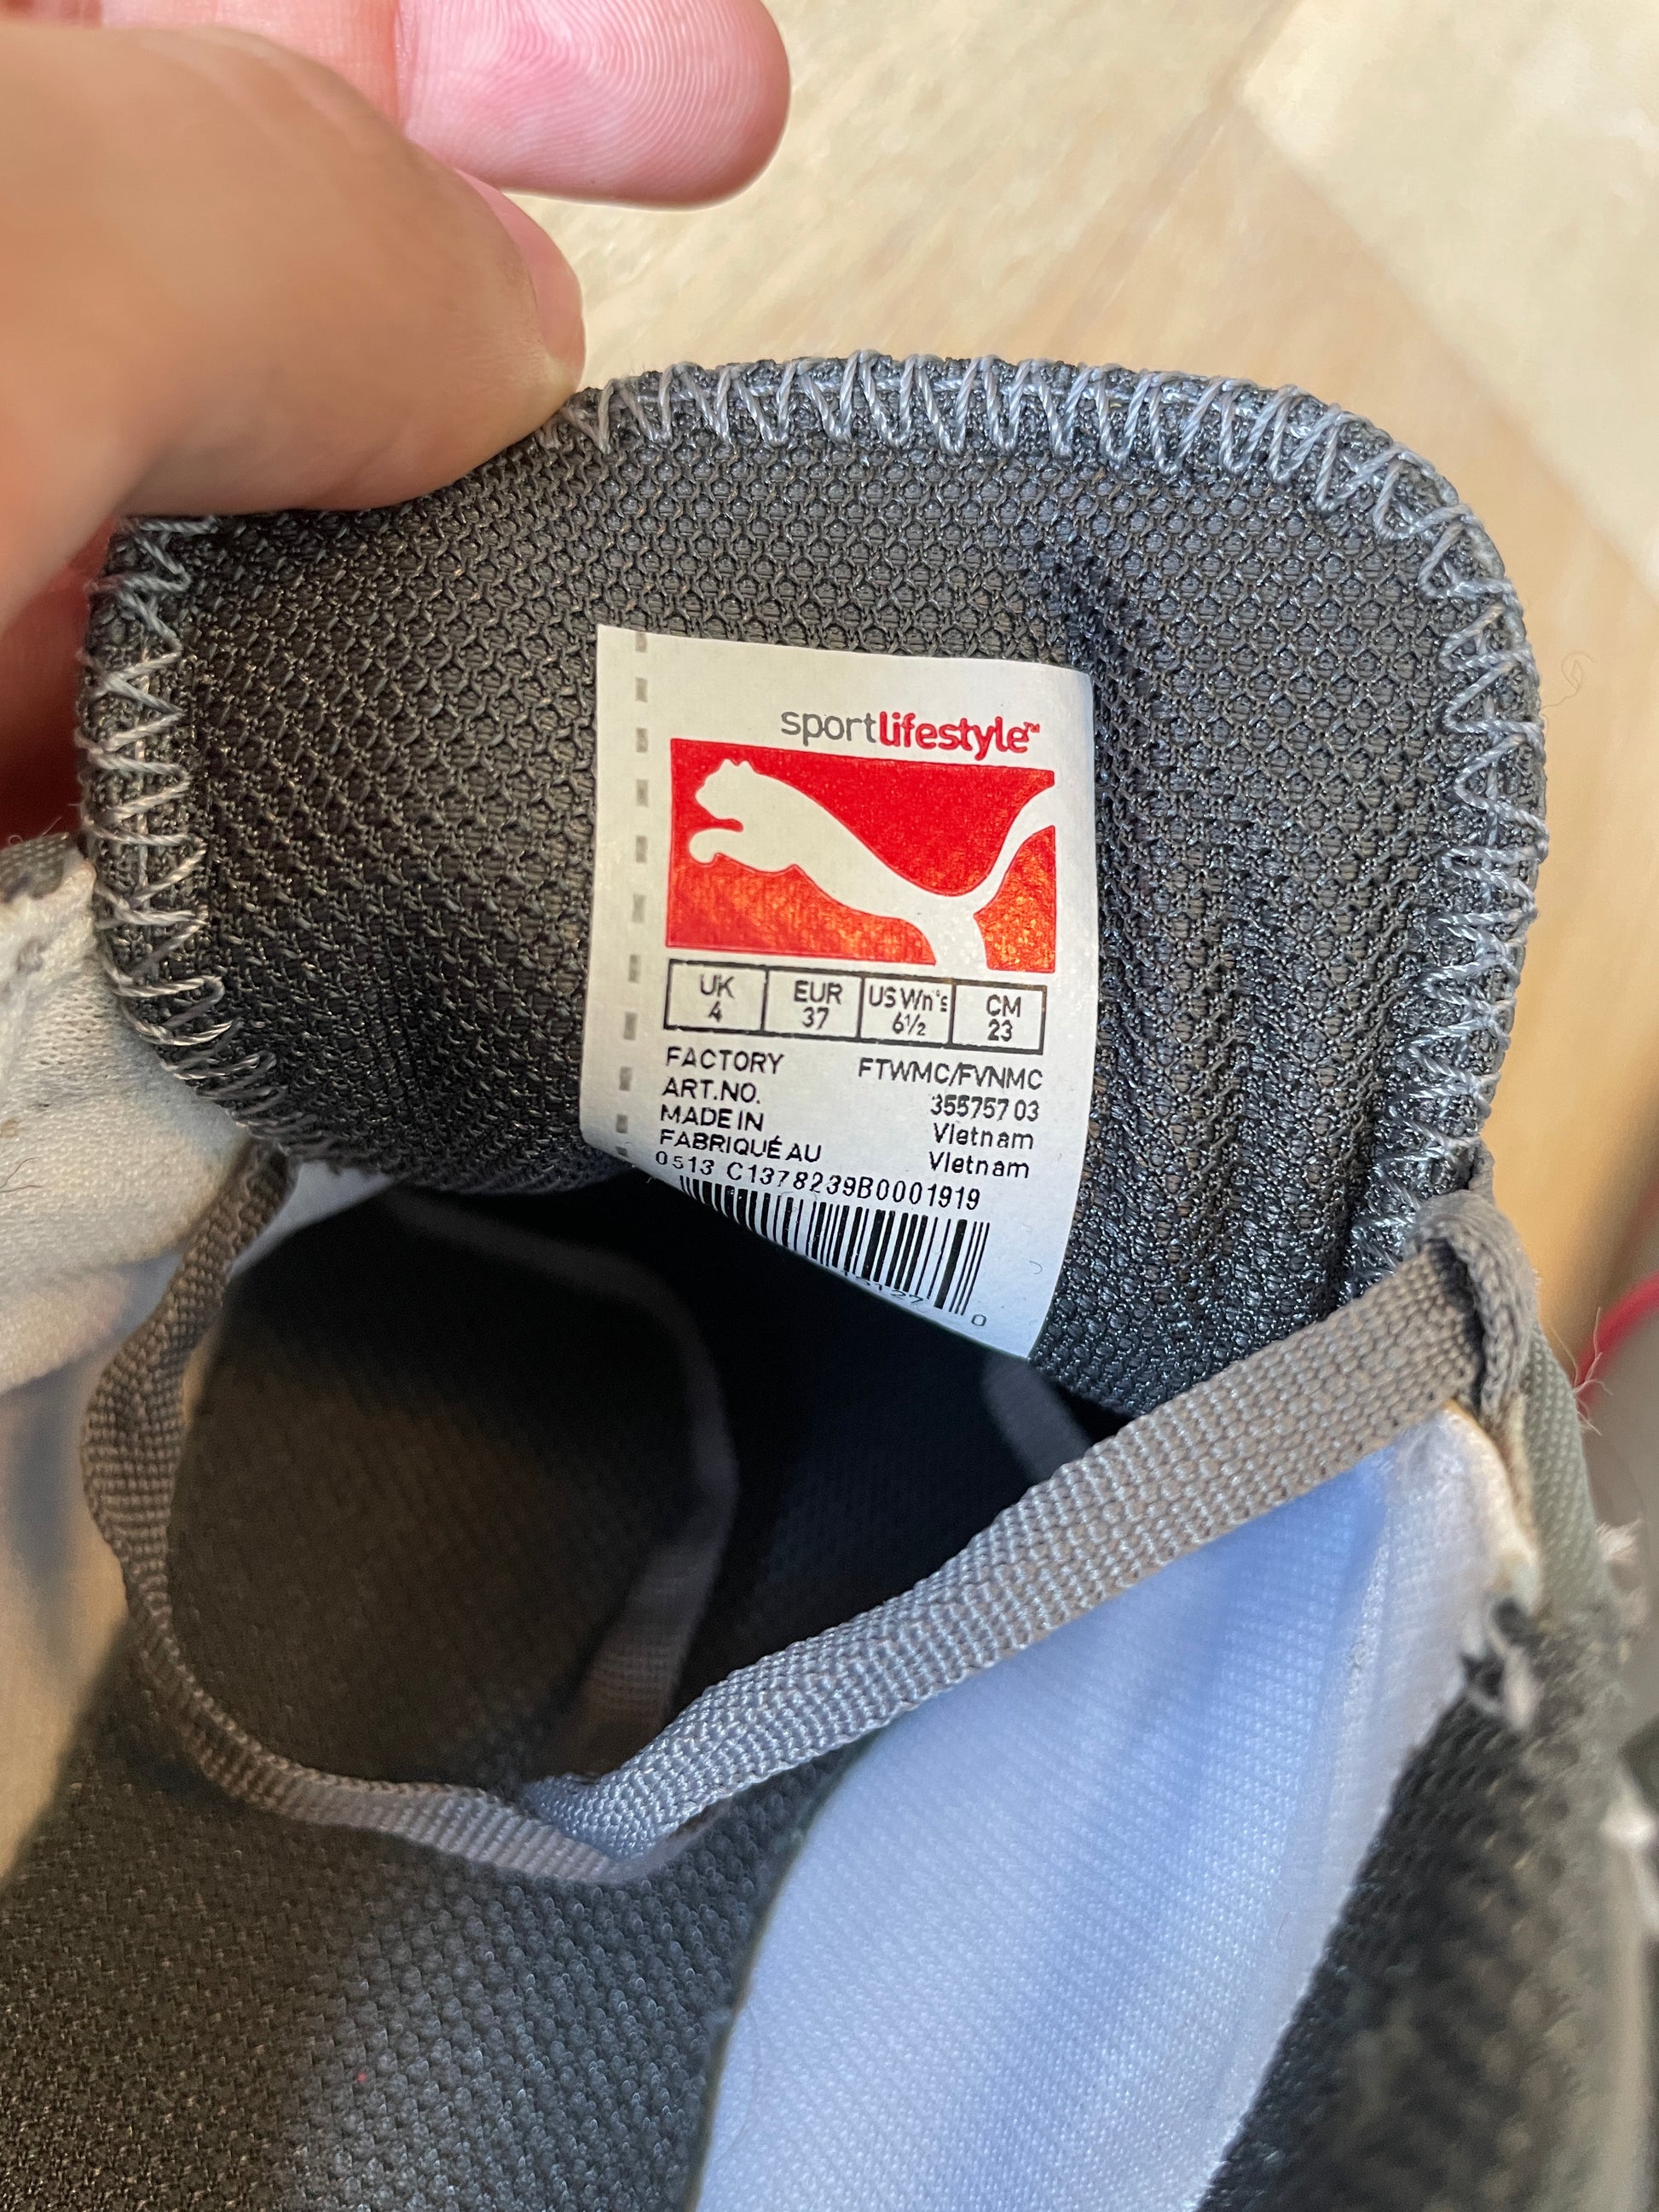 sportlifestyle™
UK EUR US Wn's CM
4 37 6½ 23
FACTORY FTWMC/FVNMC
ART.NO. 355757 03
MADE IN Vietnam
FABRIQUÉ AU Vietnam
0513 C1378239B0001919
0